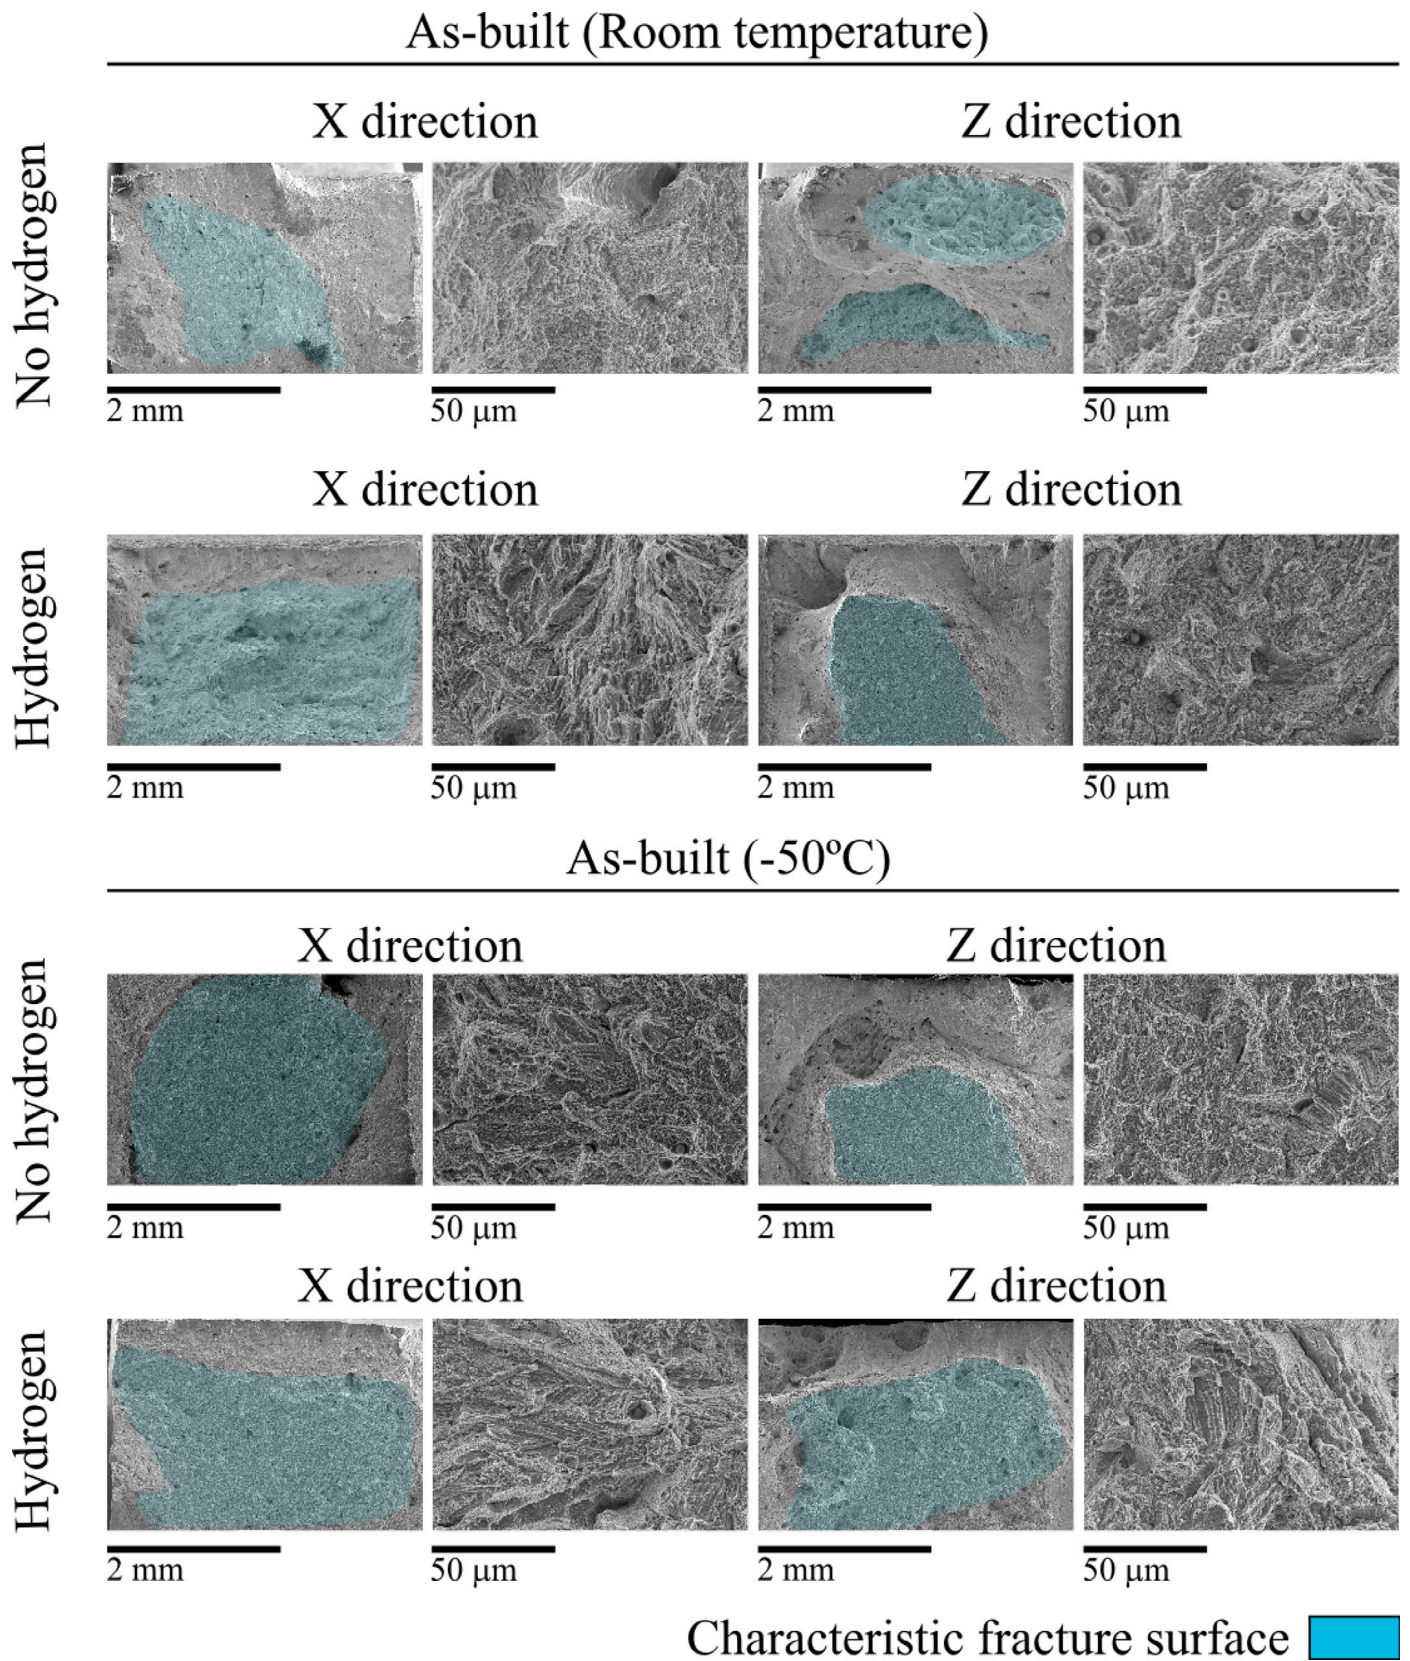 As-built (Room temperature)
X direction
Z direction
No hydrogen
2 mm
50 µm
2 mm
50 µm
X direction
Z direction
Hydrogen
2 mm
50 µm
2 mm
50 µm
As-built (-50ºC)
X direction
Z direction
No hydrogen
2 mm
50 µm
2 mm
50 µm
X direction
Z direction
Hydrogen
2 mm
50 µm
2 mm
50 µm
Characteristic fracture surface